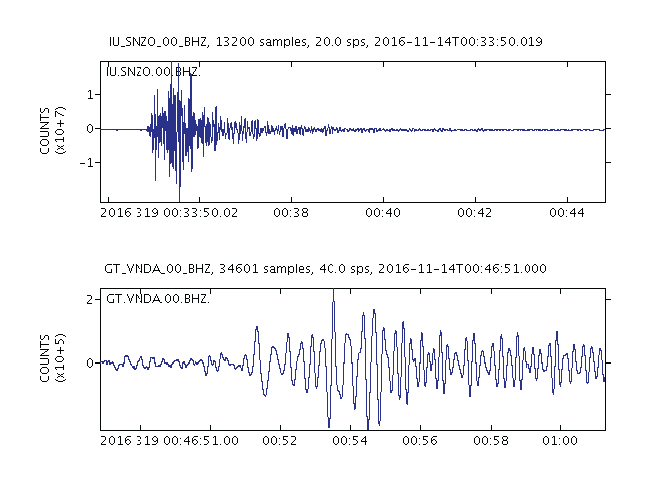 IU_SNZO_00_BHZ, 13200 samples, 20.0 sps, 2016-11-14T00:33:50.019
IU.SNZO.00.BHZ.
COUNTS
(x10+7)
1
0
-1
2016 319 00:33:50.02 00:38 00:40 00:42 00:44
GT_VNDA_00_BHZ, 34601 samples, 40.0 sps, 2016-11-14T00:46:51.000
GT.VNDA.00.BHZ.
COUNTS
(x10+5)
2
0
2016 319 00:46:51.00 00:52 00:54 00:56 00:58 01:00